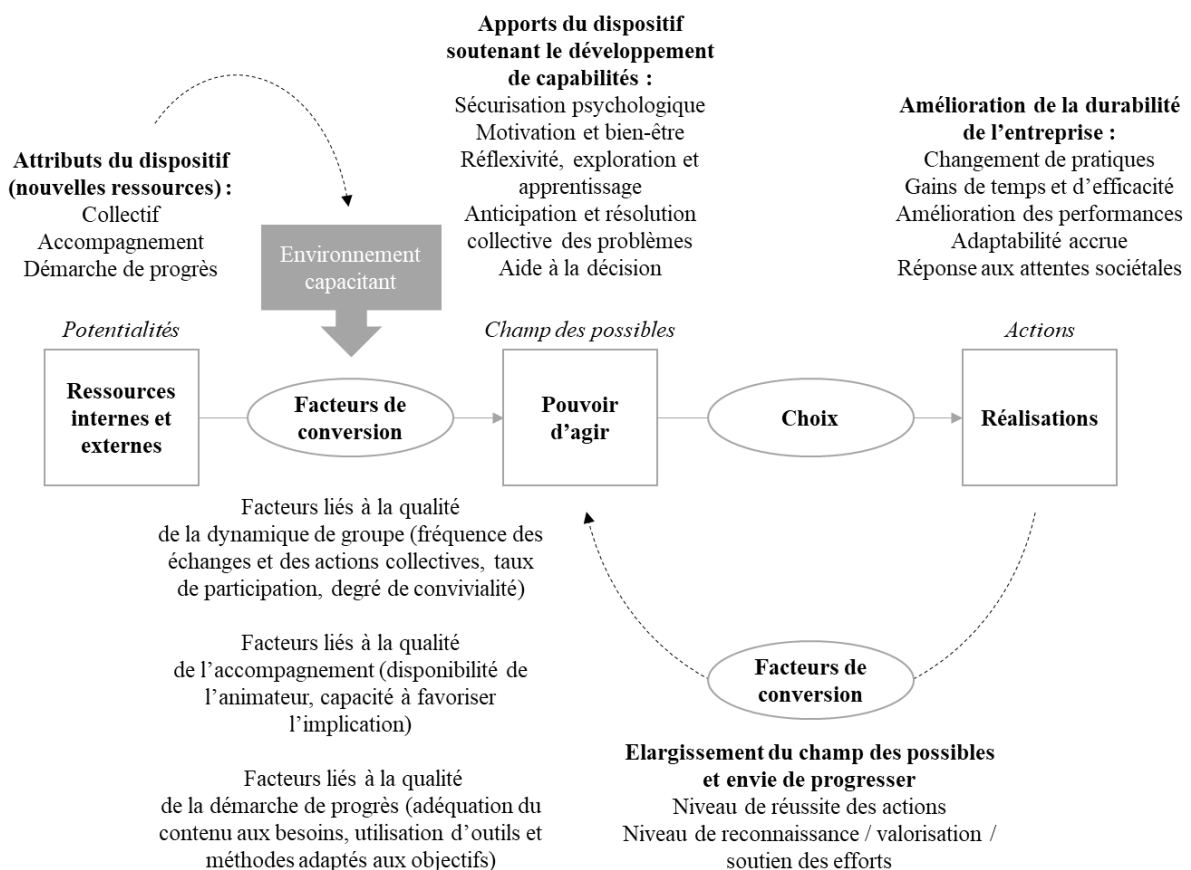 Attributs du dispositif
(nouvelles ressources) :
Collectif
Accompagnement
Démarche de progrès
Environnement
capacitant
Apports du dispositif
soutenant le développement
de capabilités :
Sécurisation psychologique
Motivation et bien-être
Réflexivité, exploration et
apprentissage
Anticipation et résolution
collective des problèmes
Aide à la décision
Amélioration de la durabilité
de l’entreprise :
Changement de pratiques
Gains de temps et d’efficacité
Amélioration des performances
Adaptabilité accrue
Réponse aux attentes sociétales
Potentialités
Champ des possibles
Actions
Ressources
internes et
externes
Facteurs de
conversion
Pouvoir
d’agir
Choix
Réalisations
Facteurs liés à la qualité
de la dynamique de groupe (fréquence des
échanges et des actions collectives, taux
de participation, degré de convivialité)
Facteurs liés à la qualité
de l’accompagnement (disponibilité de
l’animateur, capacité à favoriser
l’implication)
Facteurs liés à la qualité
de la démarche de progrès (adéquation du
contenu aux besoins, utilisation d’outils et
méthodes adaptés aux objectifs)
Facteurs de
conversion
Elargissement du champ des possibles
et envie de progresser
Niveau de réussite des actions
Niveau de reconnaissance / valorisation /
soutien des efforts